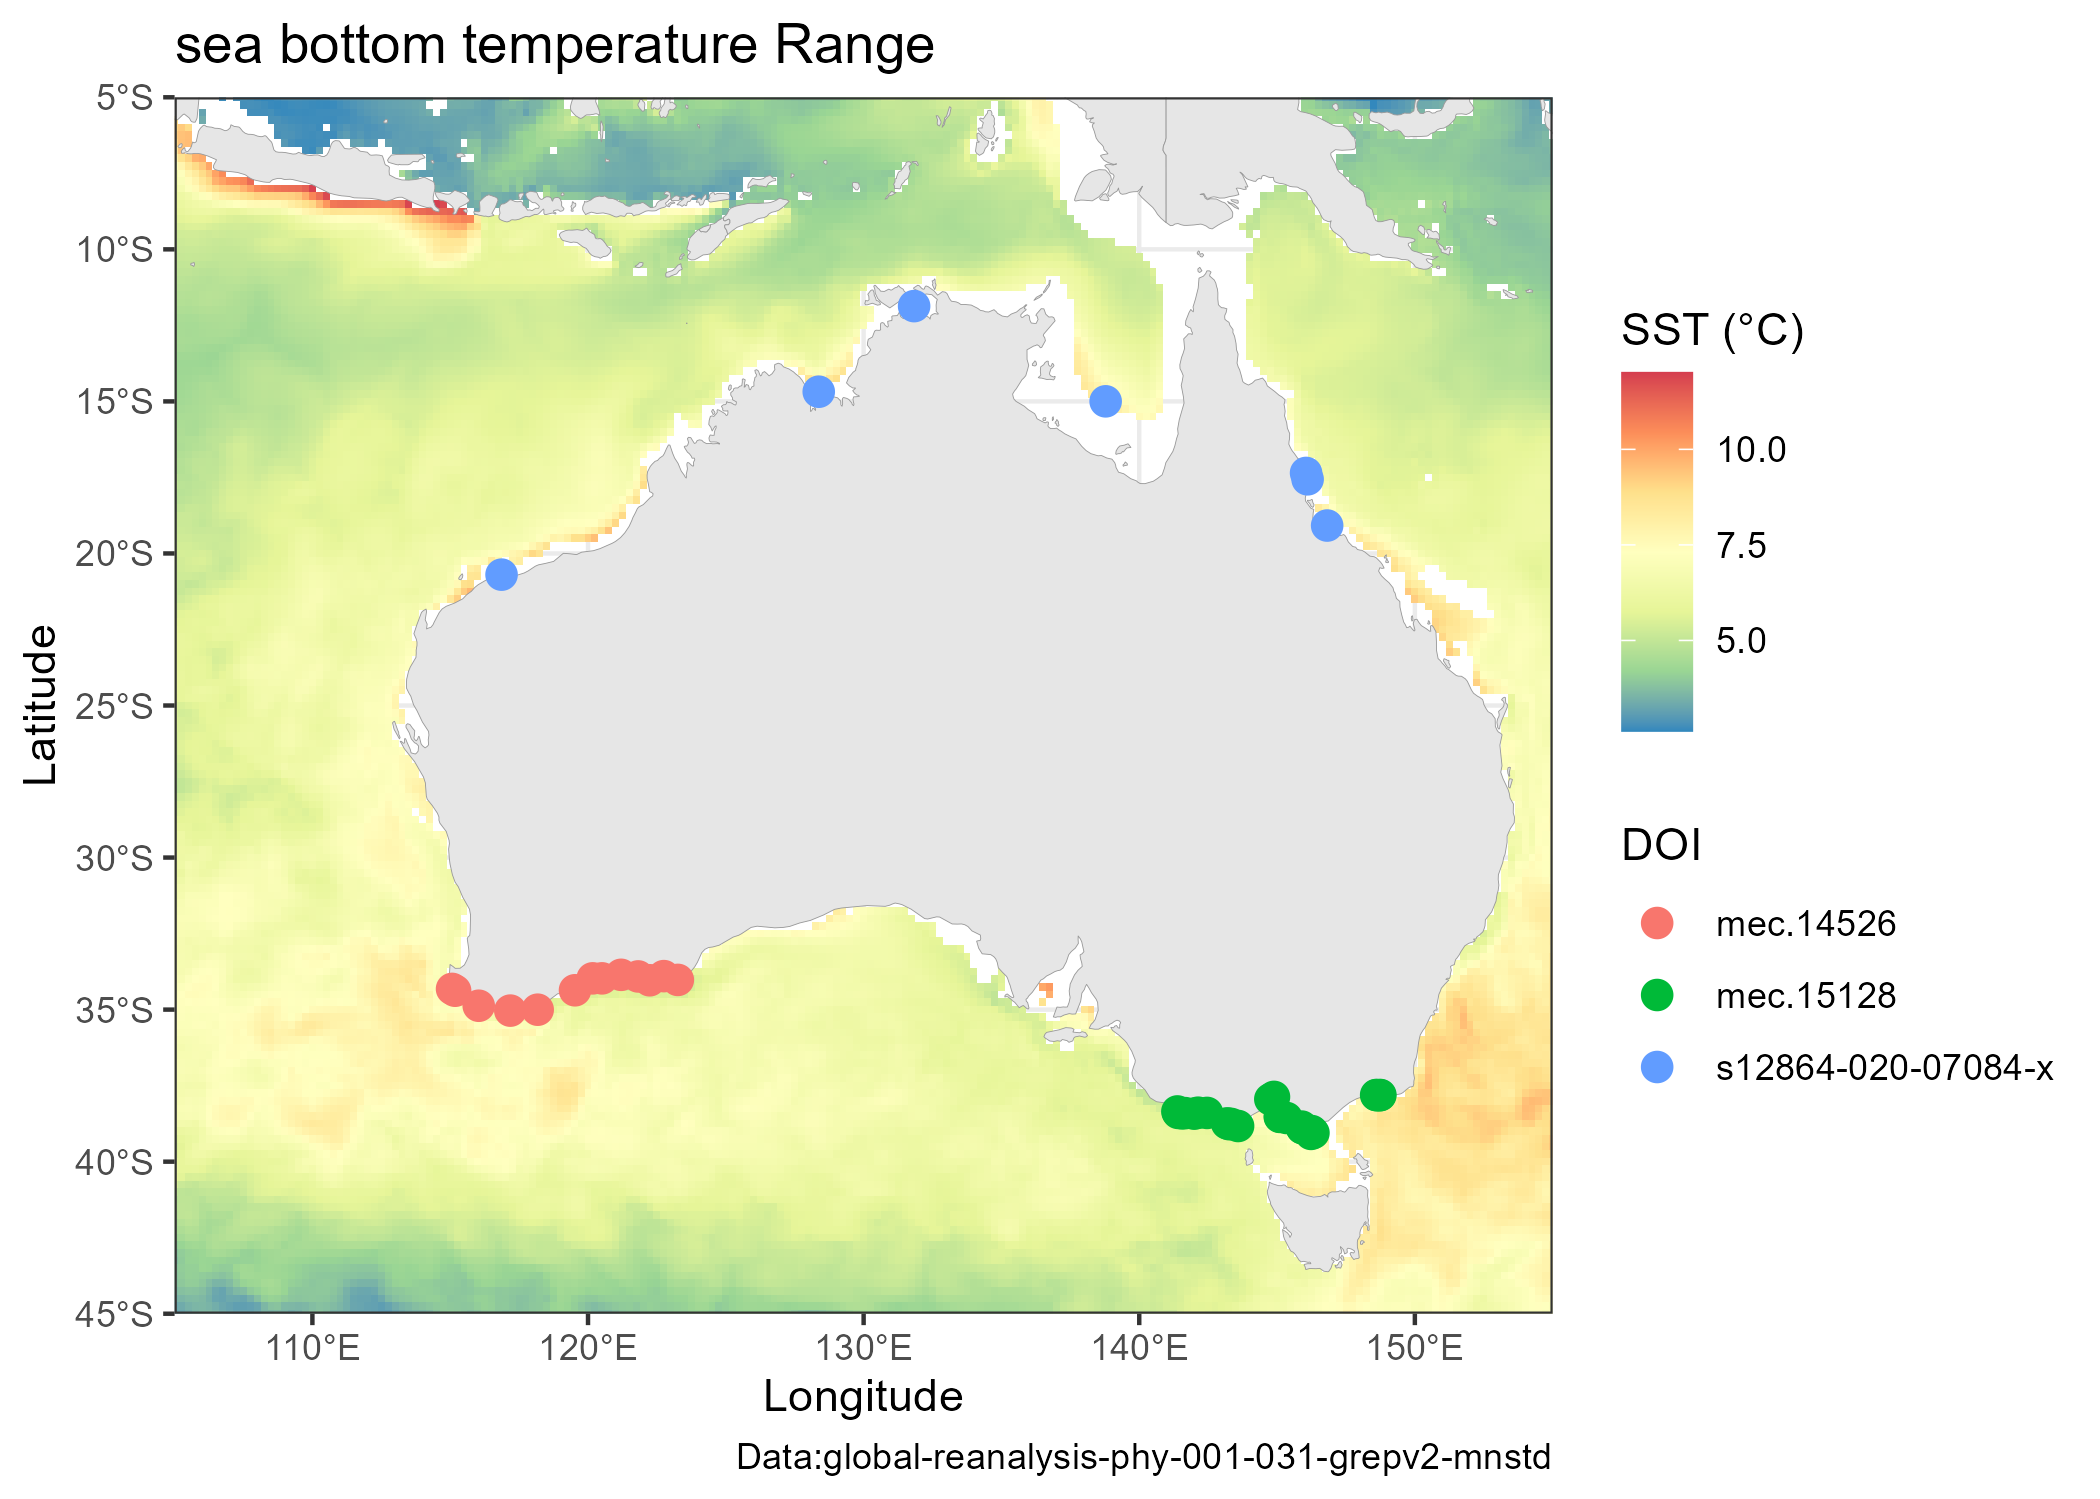 sea bottom temperature Range
5°S
10°S
15°S
20°S
25°S
30°S
35°S
40°S
45°S
Latitude
110°E
120°E
130°E
140°E
150°E
Longitude
Data:global-reanalysis-phy-001-031-grepv2-mnstd
SST (°C)
10.0
7.5
5.0
DOI
mec.14526
mec.15128
s12864-020-07084-x